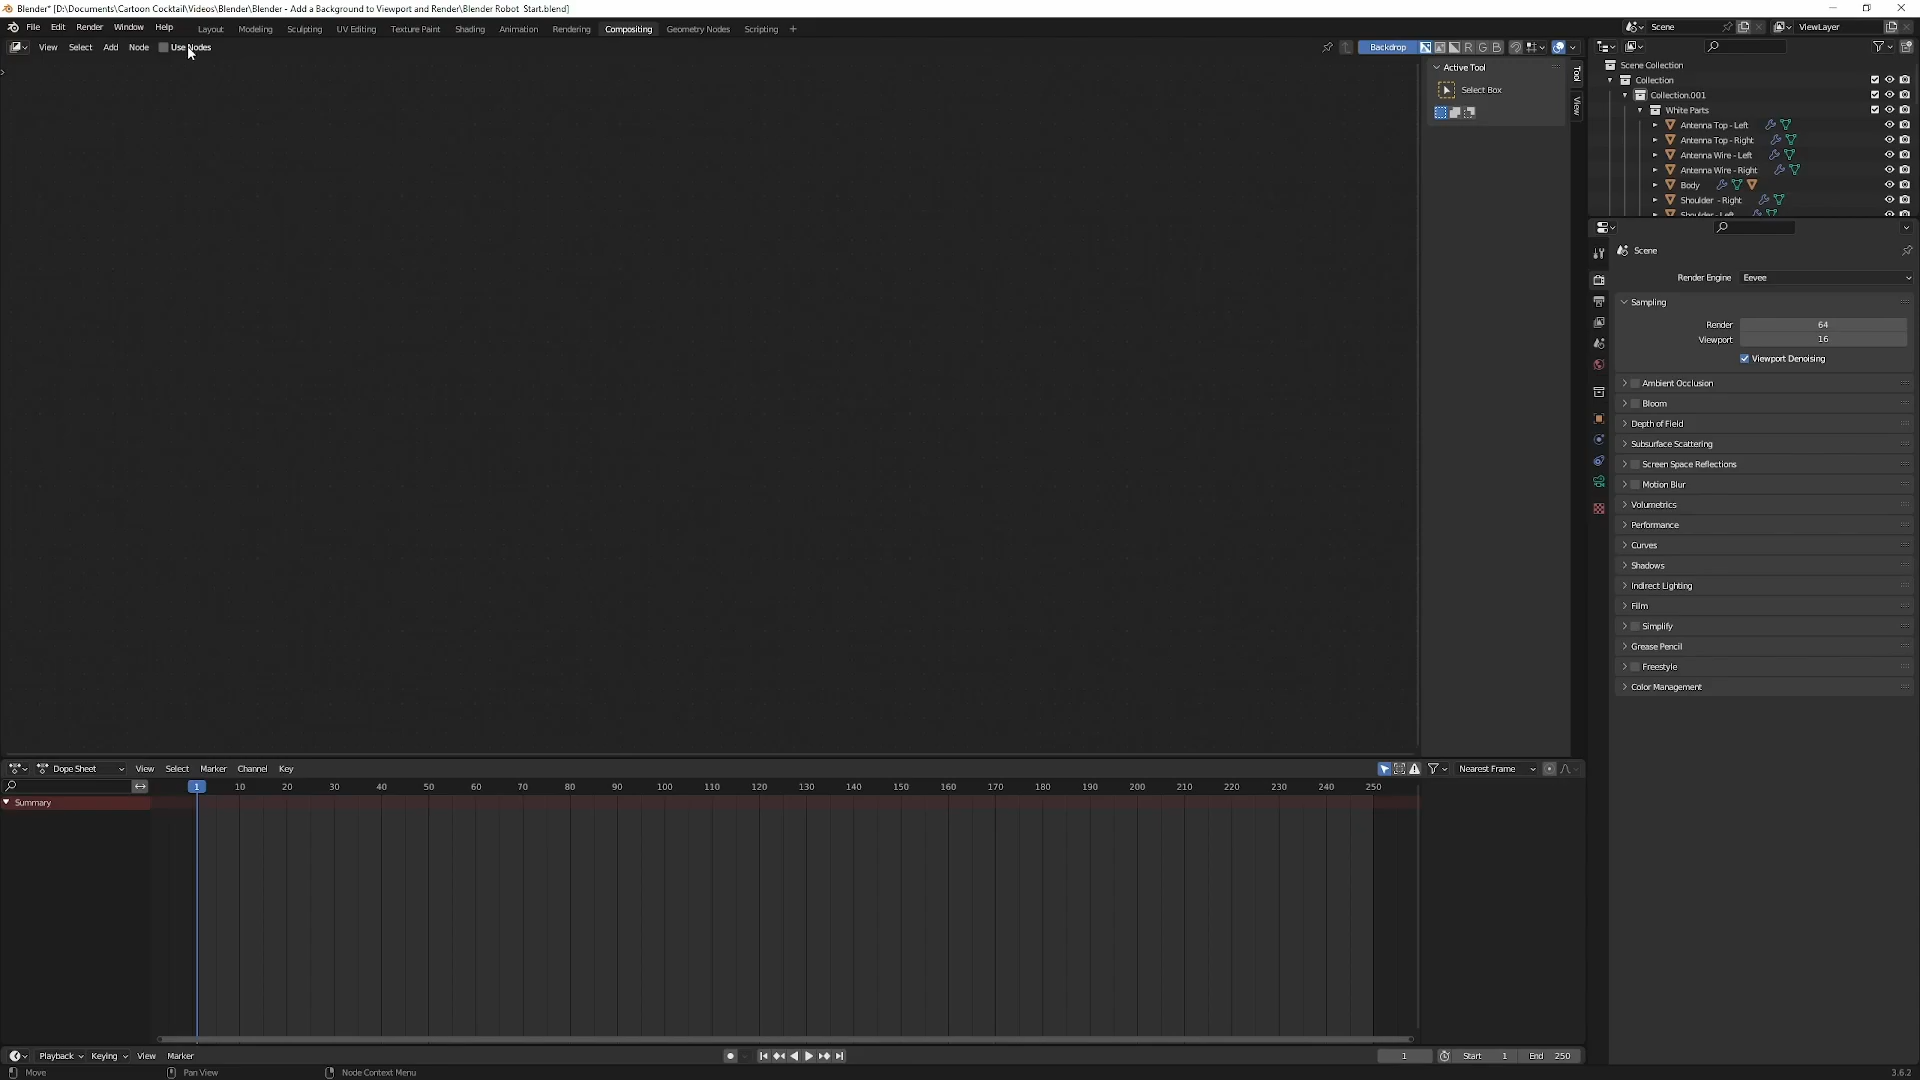 Blender* [D:\Documents\Cartoon Cocktail\Videos\Blender\Blender - Add a Background to Viewport and Render\Blender Robot Start.blend]
File Edit Render Window Help Layout Modeling Sculpting UV Editing Texture Paint Shading Animation Rendering Compositing Geometry Nodes Scripting + Scene ViewLayer
View Select Add Node Use Nodes Backdrop R G B
Active Tool
Select Box
Tool
View
Scene Collection
Collection
Collection.001
White Parts
Antenna Top - Left
Antenna Top - Right
Antenna Wire - Left
Antenna Wire - Right
Body
Shoulder - Right
Shoulder - Left
Scene
Render Engine Eevee
Sampling
Render 64
Viewport 16
Viewport Denoising
Ambient Occlusion
Bloom
Depth of Field
Subsurface Scattering
Screen Space Reflections
Motion Blur
Volumetrics
Performance
Curves
Shadows
Indirect Lighting
Film
Simplify
Grease Pencil
Freestyle
Color Management
Dope Sheet View Select Marker Channel Key Nearest Frame
1 10 20 30 40 50 60 70 80 90 100 110 120 130 140 150 160 170 180 190 200 210 220 230 240 250
Summary
Playback Keying View Marker 1 Start 1 End 250
Move Pan View Node Context Menu 3.6.2